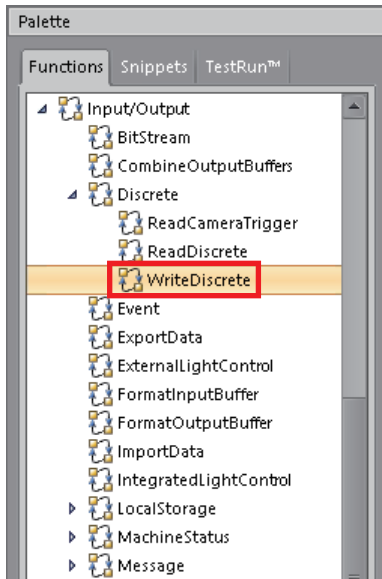 Palette
Functions Snippets TestRun™
Input/Output
BitStream
CombineOutputBuffers
Discrete
ReadCameraTrigger
ReadDiscrete
WriteDiscrete
Event
ExportData
ExternalLightControl
FormatInputBuffer
FormatOutputBuffer
ImportData
IntegratedLightControl
LocalStorage
MachineStatus
Message